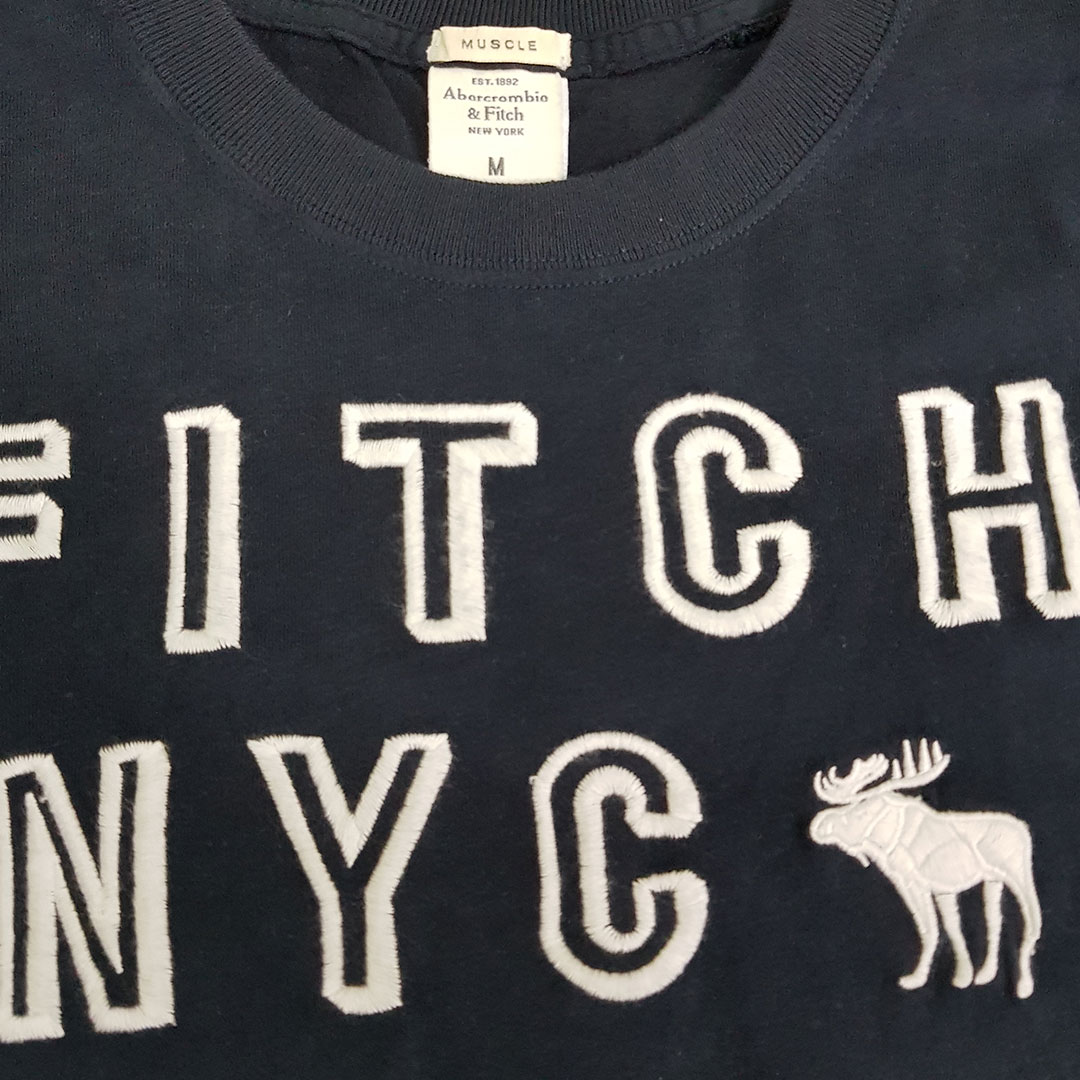 MUSCLE
EST. 1892
Abercrombie
& Fitch
NEW YORK
M
FITCH
NYC